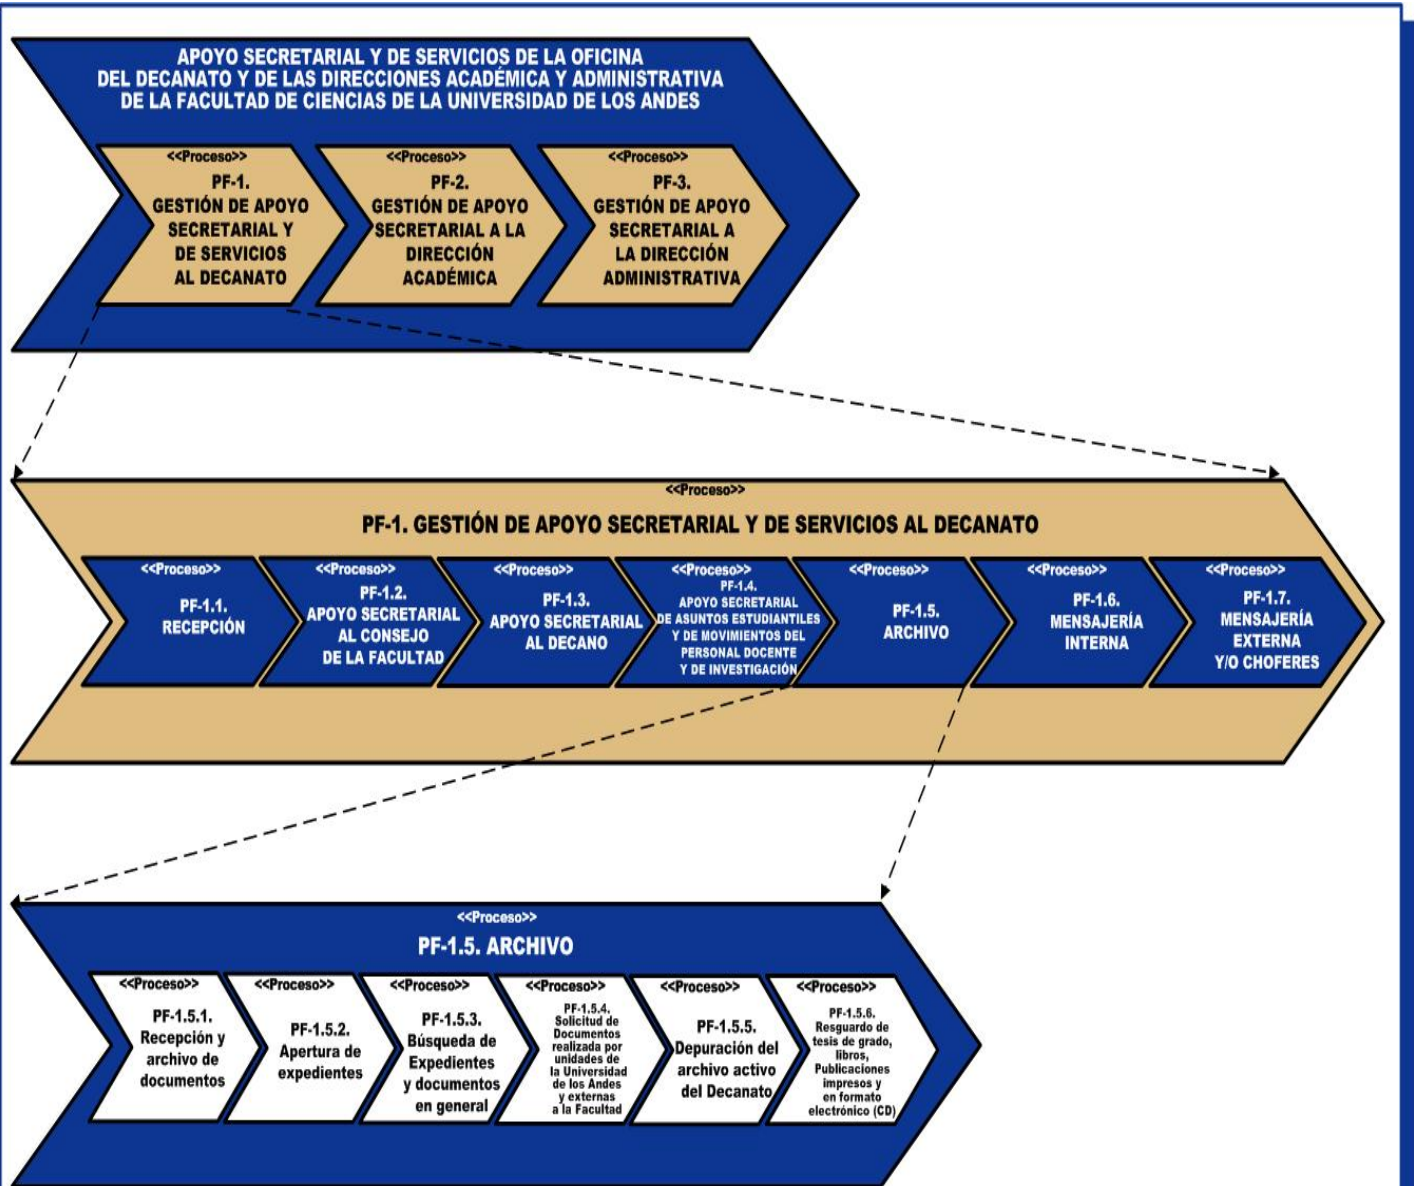 APOYO SECRETARIAL Y DE SERVICIOS DE LA OFICINA
DEL DECANATO Y DE LAS DIRECCIONES ACADÉMICA Y ADMINISTRATIVA
DE LA FACULTAD DE CIENCIAS DE LA UNIVERSIDAD DE LOS ANDES
<<Proceso>>
PF-1.
GESTIÓN DE APOYO
SECRETARIAL Y
DE SERVICIOS
AL DECANATO
<<Proceso>>
PF-2.
GESTIÓN DE APOYO
SECRETARIAL A LA
DIRECCIÓN
ACADÉMICA
<<Proceso>>
PF-3.
GESTIÓN DE APOYO
SECRETARIAL A
LA DIRECCIÓN
ADMINISTRATIVA
<<Proceso>>
PF-1. GESTIÓN DE APOYO SECRETARIAL Y DE SERVICIOS AL DECANATO
<<Proceso>>
PF-1.1.
RECEPCIÓN
<<Proceso>>
PF-1.2.
APOYO SECRETARIAL
AL CONSEJO
DE LA FACULTAD
<<Proceso>>
PF-1.3.
APOYO SECRETARIAL
AL DECANO
<<Proceso>>
PF-1.4.
APOYO SECRETARIAL
DE ASUNTOS ESTUDIANTILES
Y DE MOVIMIENTOS DEL
PERSONAL DOCENTE
Y DE INVESTIGACIÓN
<<Proceso>>
PF-1.5.
ARCHIVO
<<Proceso>>
PF-1.6.
MENSAJERÍA
INTERNA
<<Proceso>>
PF-1.7.
MENSAJERÍA
EXTERNA
Y/O CHOFERES
<<Proceso>>
PF-1.5. ARCHIVO
<<Proceso>>
PF-1.5.1.
Recepción y
archivo de
documentos
<<Proceso>>
PF-1.5.2.
Apertura de
expedientes
<<Proceso>>
PF-1.5.3.
Búsqueda de
Expedientes
y documentos
en general
<<Proceso>>
PF-1.5.4.
Solicitud de
Documentos
realizada por
unidades de
la Universidad
de los Andes
y externas
a la Facultad
<<Proceso>>
PF-1.5.5.
Depuración del
archivo activo
del Decanato
<<Proceso>>
PF-1.5.6.
Resguardo de
tesis de grado,
libros,
Publicaciones
impresos y
en formato
electrónico (CD)